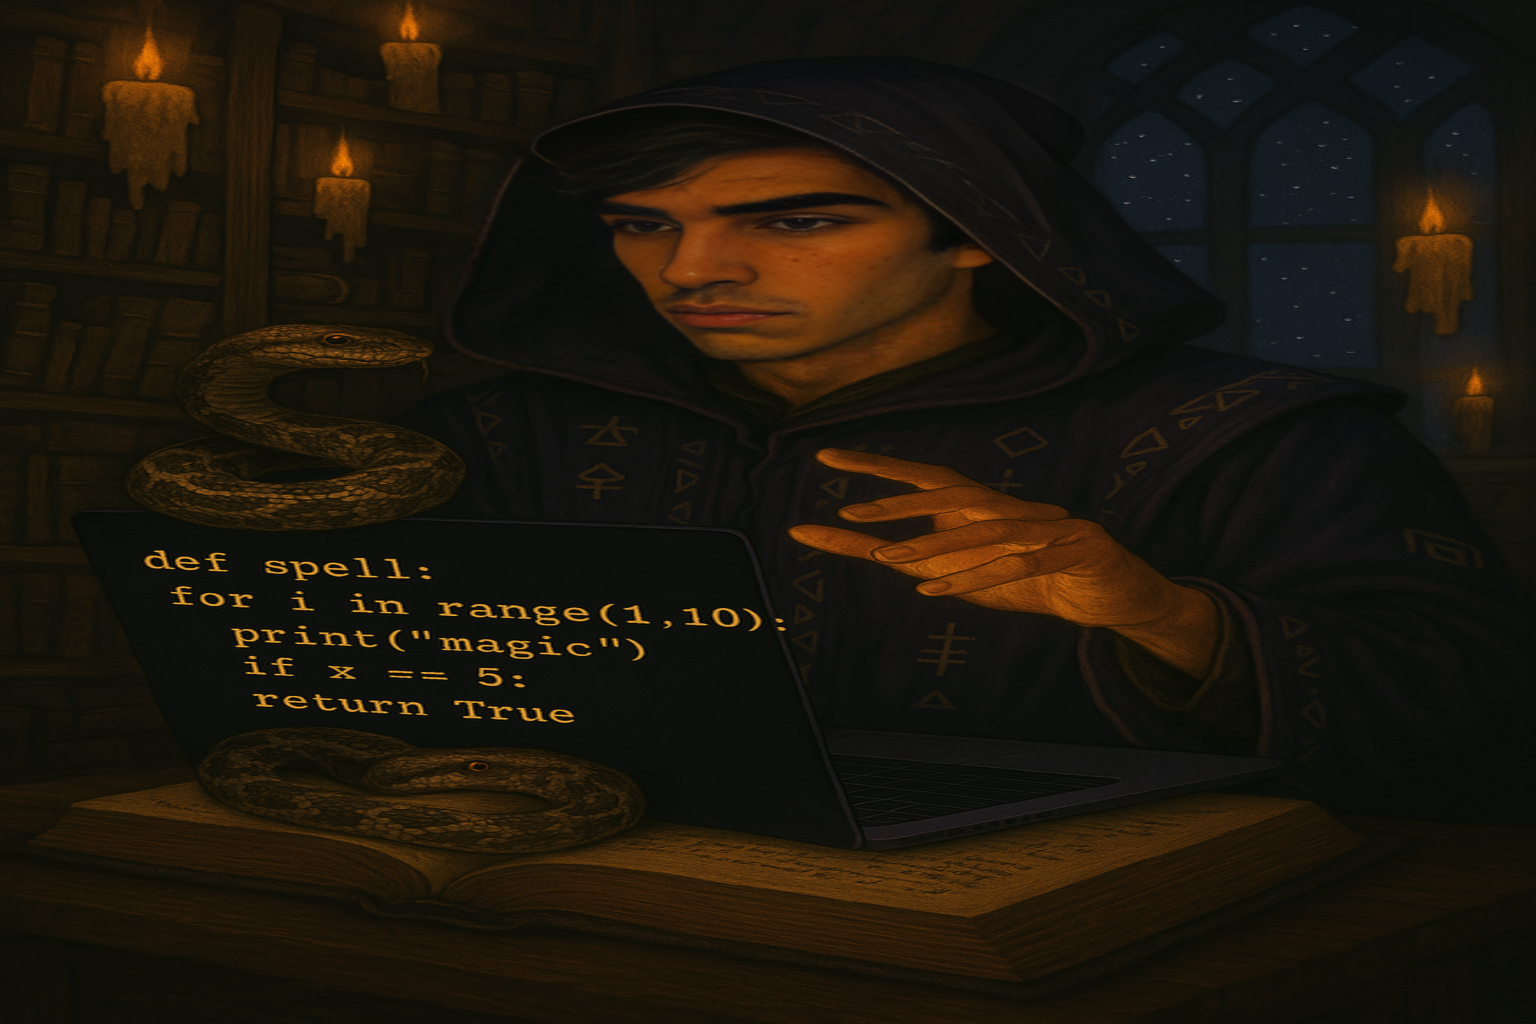 def spell:
for i in range(1,10):
print("magic")
if x == 5:
return True